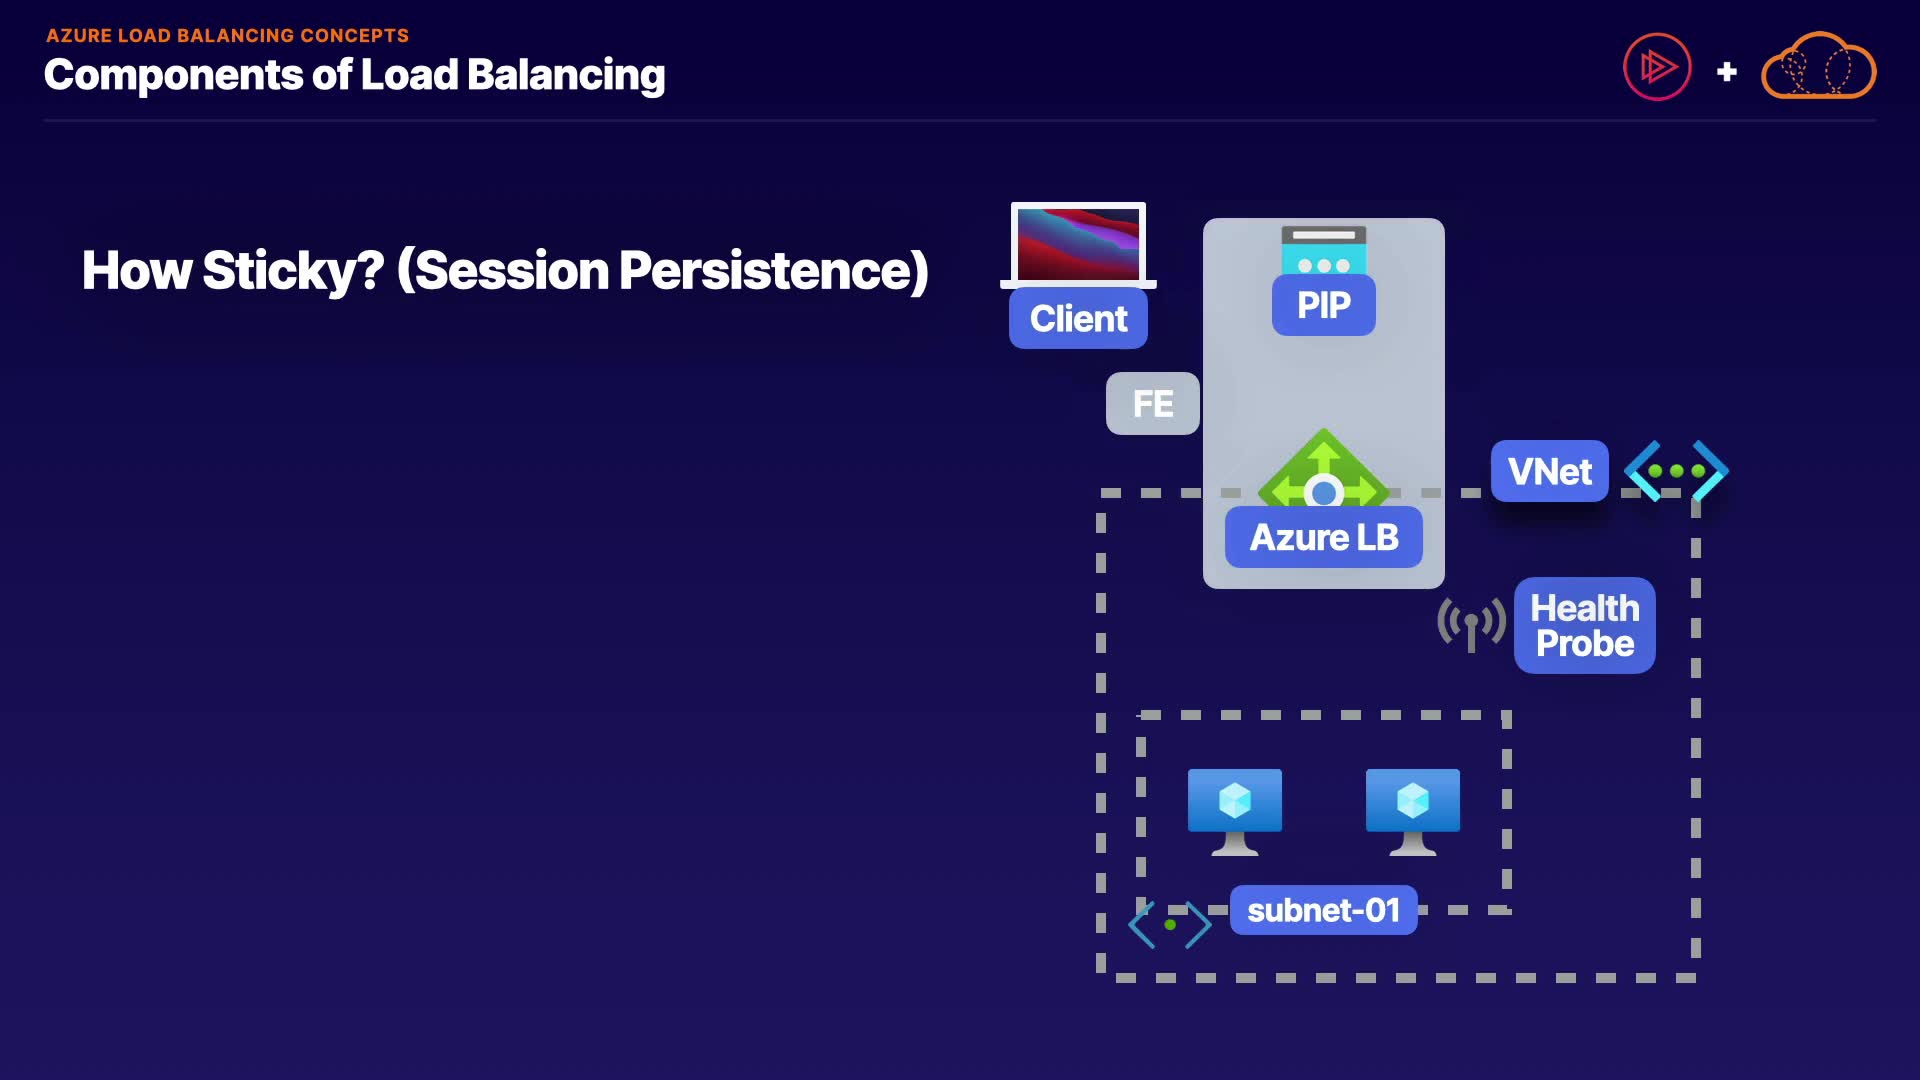 AZURE LOAD BALANCING CONCEPTS
Components of Load Balancing
How Sticky? (Session Persistence)
Client
PIP
FE
Azure LB
VNet
Health
Probe
subnet-01